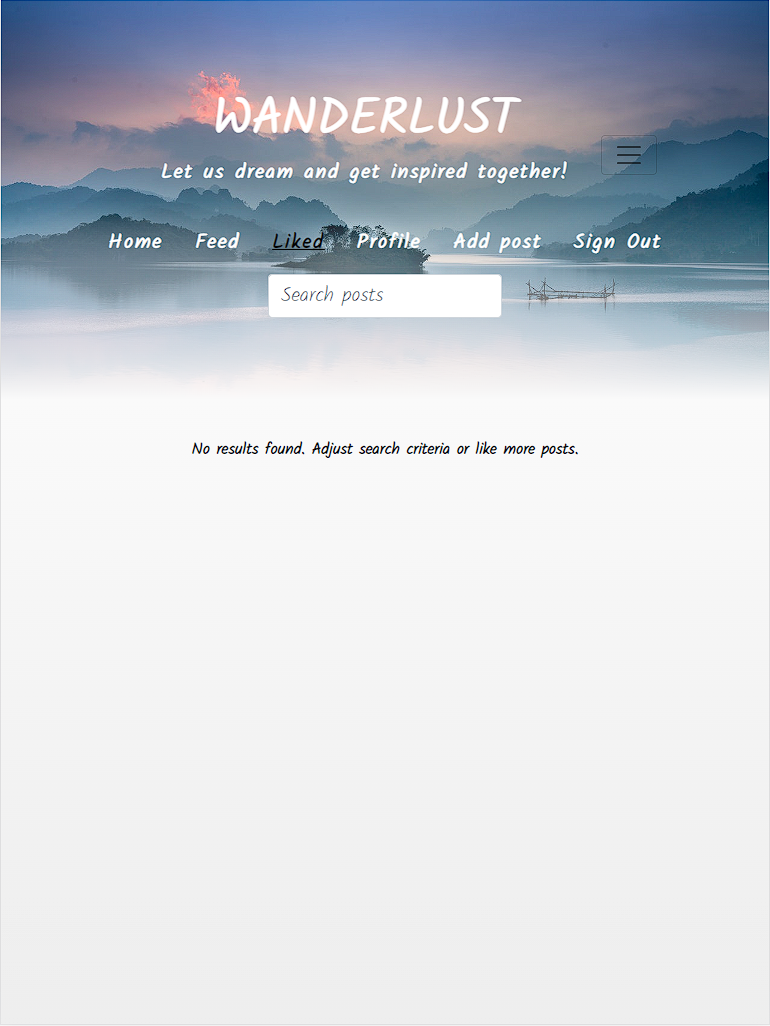 WANDERLUST
Let us dream and get inspired together!
Home Feed Liked Profile Add post Sign Out
Search posts
No results found. Adjust search criteria or like more posts.